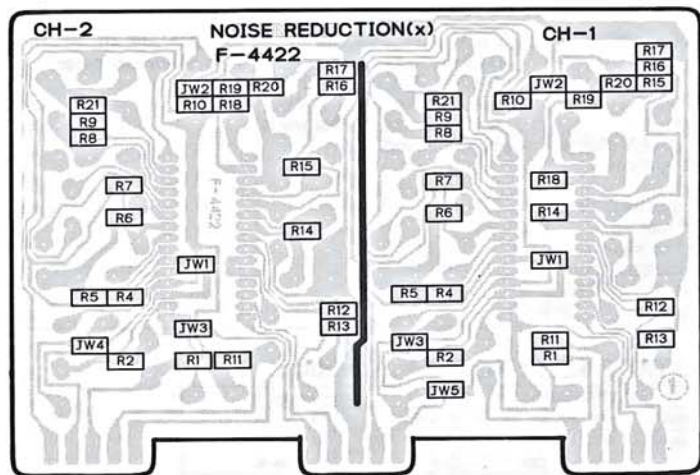 CH-2
NOISE REDUCTION(x)
F-4422
CH-1
R17
R16
JW2 R19 R20
R10 R18
R21
R9
R8
R15
R7
F-4422
R6
R14
JW1
R5 R4
R12
R13
JW3
JW4
R2
R1 R11
R17
R16
JW2 R20 R15
R10 R19
R21
R9
R8
R7
R18
R6
R14
JW1
R5 R4
R12
JW3
R11
R13
R2
R1
JW5